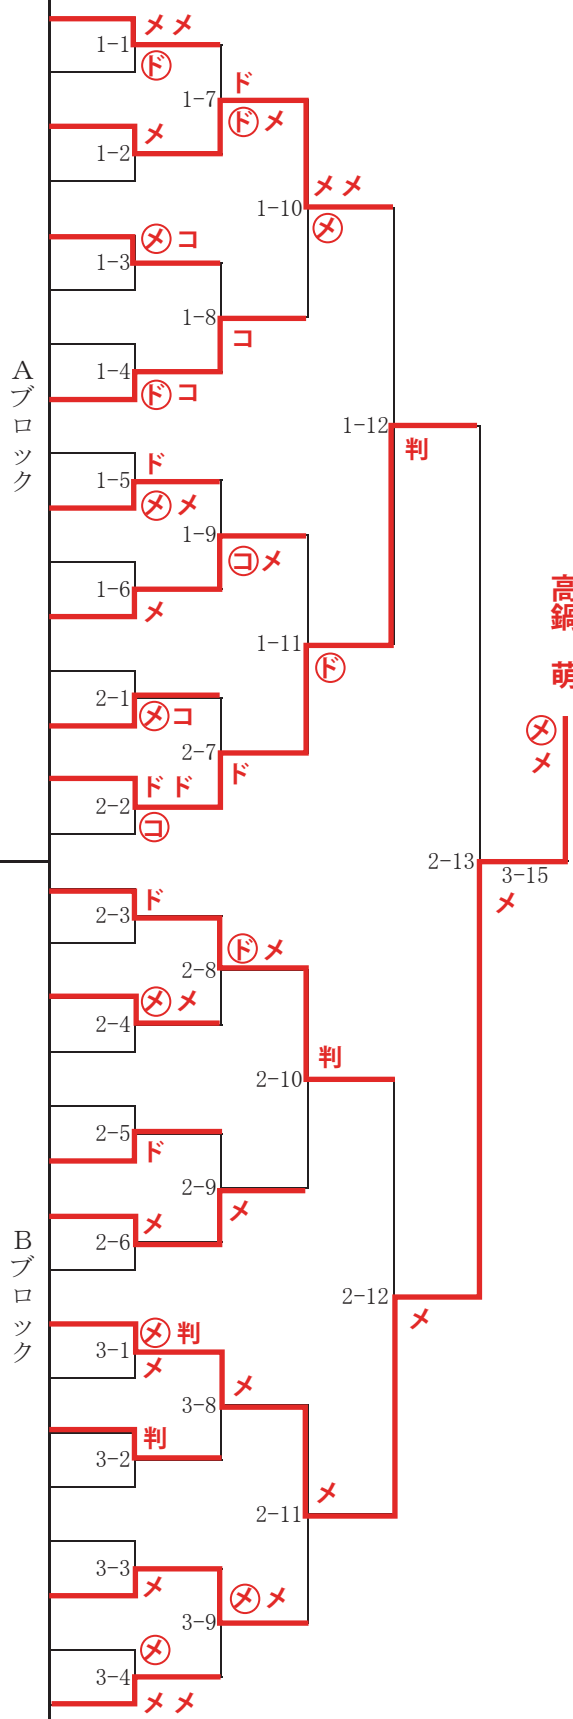 メメ
1-1
ド
ド
1-7
ドメ
メ
1-2
メメ
1-10
メ
メコ
1-3
1-8
コ
Aブロック
1-4
ドコ
1-12
判
ド
1-5
メメ
1-9
コメ
1-6
メ
高鍋 萌
1-11
ド
2-1
メコ
メ
メ
2-7
ド
ドド
2-2
コ
2-13
3-15
メ
ド
2-3
ドメ
2-8
メメ
2-4
判
2-10
2-5
ド
2-9
メ
メ
2-6
Bブロック
2-12
メ
メ判
3-1
メ
メ
3-8
判
3-2
メ
2-11
3-3
メ
メメ
3-9
メ
3-4
メメ